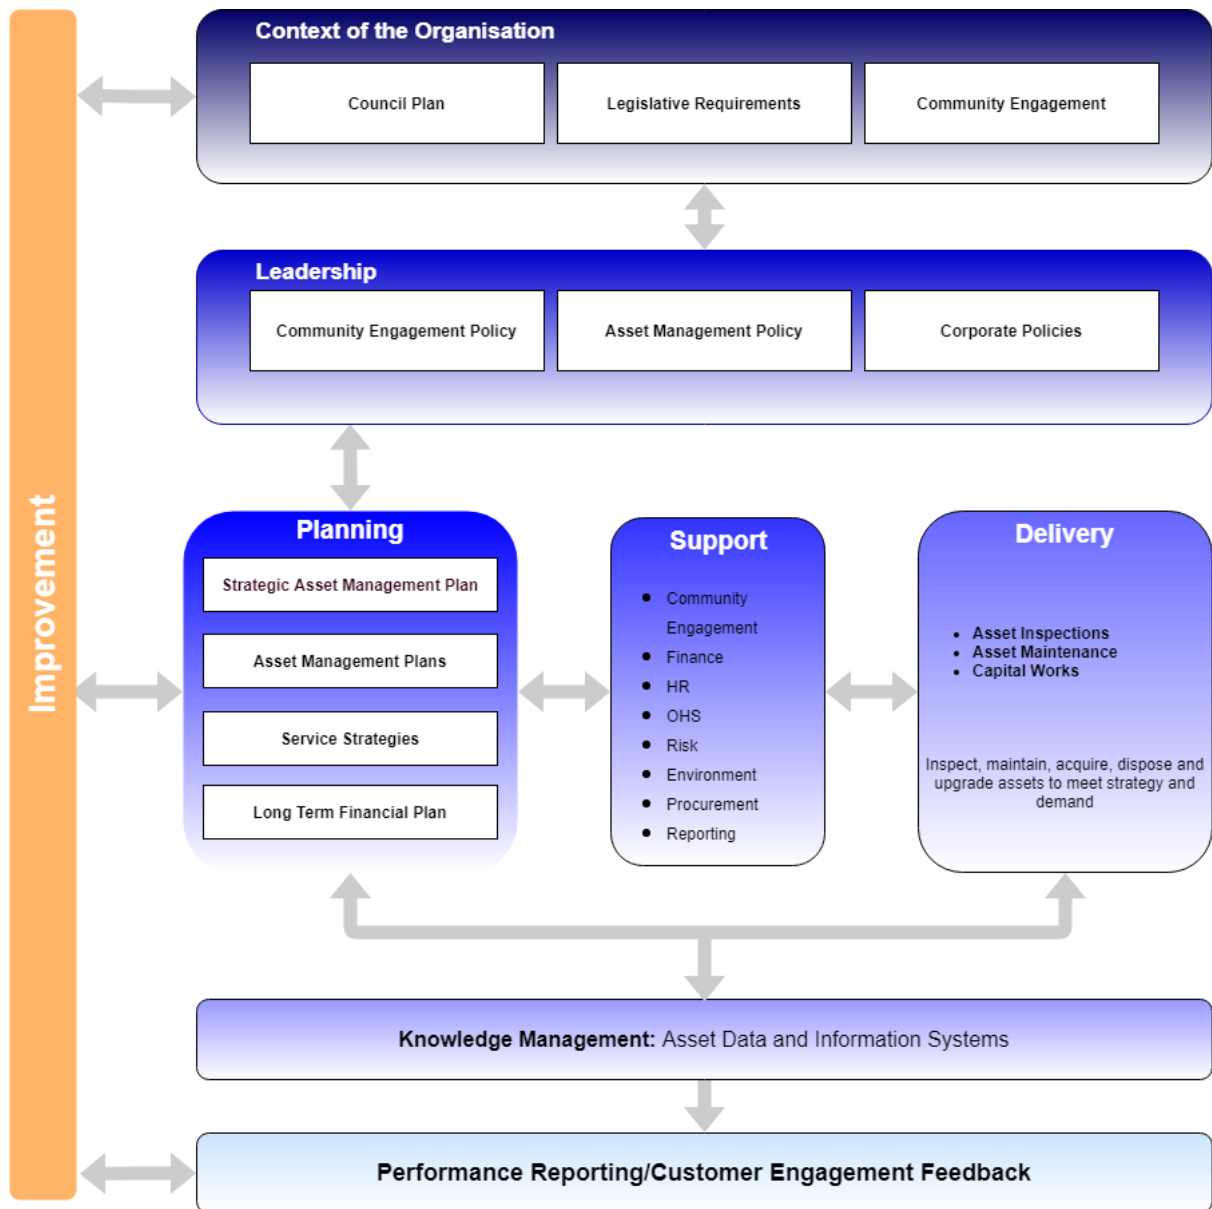 Context of the Organisation
Council Plan
Legislative Requirements
Community Engagement
Leadership
Community Engagement Policy
Asset Management Policy
Corporate Policies
Improvement
Planning
Strategic Asset Management Plan
Asset Management Plans
Service Strategies
Long Term Financial Plan
Support
Community
Engagement
Finance
HR
OHS
Risk
Environment
Procurement
Reporting
Delivery
Asset Inspections
Asset Maintenance
Capital Works
Inspect, maintain, acquire, dispose and
upgrade assets to meet strategy and
demand
Knowledge Management: Asset Data and Information Systems
Performance Reporting/Customer Engagement Feedback